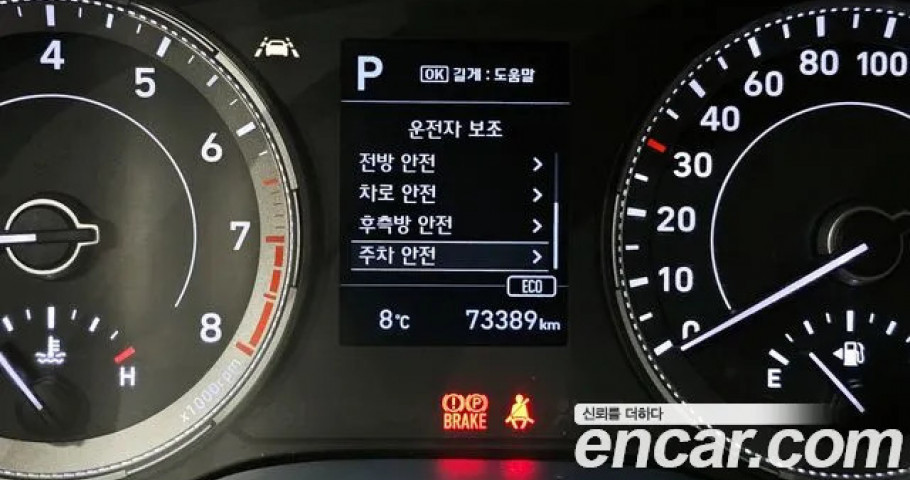 4
5
6
7
8
x1000rpm
H
P
OK 길게 : 도움말
운전자 보조
전방 안전 >
차로 안전 >
후측방 안전 >
주차 안전 >
ECO
8℃ 73389km
(!) (P)
BRAKE
0
10
20
30
40
60
80
100
E
신뢰를 더하다
encar.com